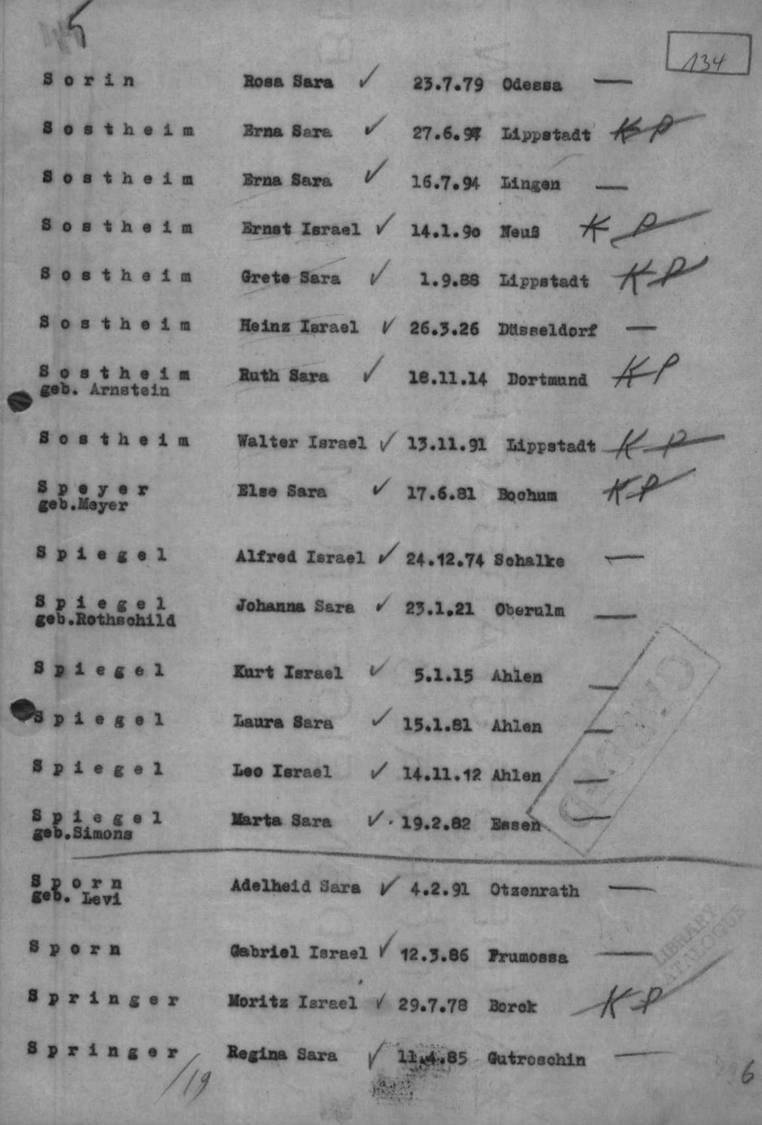 5
134
Sorin Rosa Sara ✓ 23.7.79 Odessa —
Sostheim Erna Sara ✓ 27.6.97 Lippstadt KP
Sostheim Erna Sara ✓ 16.7.94 Lingen —
Sostheim Ernst Israel ✓ 14.1.90 Neuß KP
Sostheim Grete Sara ✓ 1.9.88 Lippstadt KP
Sostheim Heinz Israel ✓ 26.3.26 Düsseldorf —
Sostheim Ruth Sara ✓ 18.11.14 Dortmund KP
geb. Arnstein
Sostheim Walter Israel ✓ 13.11.91 Lippstadt KP
Speyer Else Sara ✓ 17.6.81 Bochum KP
geb.Meyer
Spiegel Alfred Israel ✓ 24.12.74 Schalke —
Spiegel Johanna Sara ✓ 23.1.21 Oberulm —
geb.Rothschild
Spiegel Kurt Israel ✓ 5.1.15 Ahlen —
Spiegel Laura Sara ✓ 15.1.81 Ahlen —
Spiegel Leo Israel ✓ 14.11.12 Ahlen —
Spiegel Marta Sara ✓ 19.2.82 Essen —
geb.Simons
Sporn Adelheid Sara ✓ 4.2.91 Otzenrath —
geb. Levi
Sporn Gabriel Israel ✓ 12.3.86 Frumossa —
LIBRARY
CATALOGUE
Springer Moritz Israel ✓ 29.7.78 Borek KP
Springer Regina Sara ✓ 11.4.85 Gutroschin —
/19
6